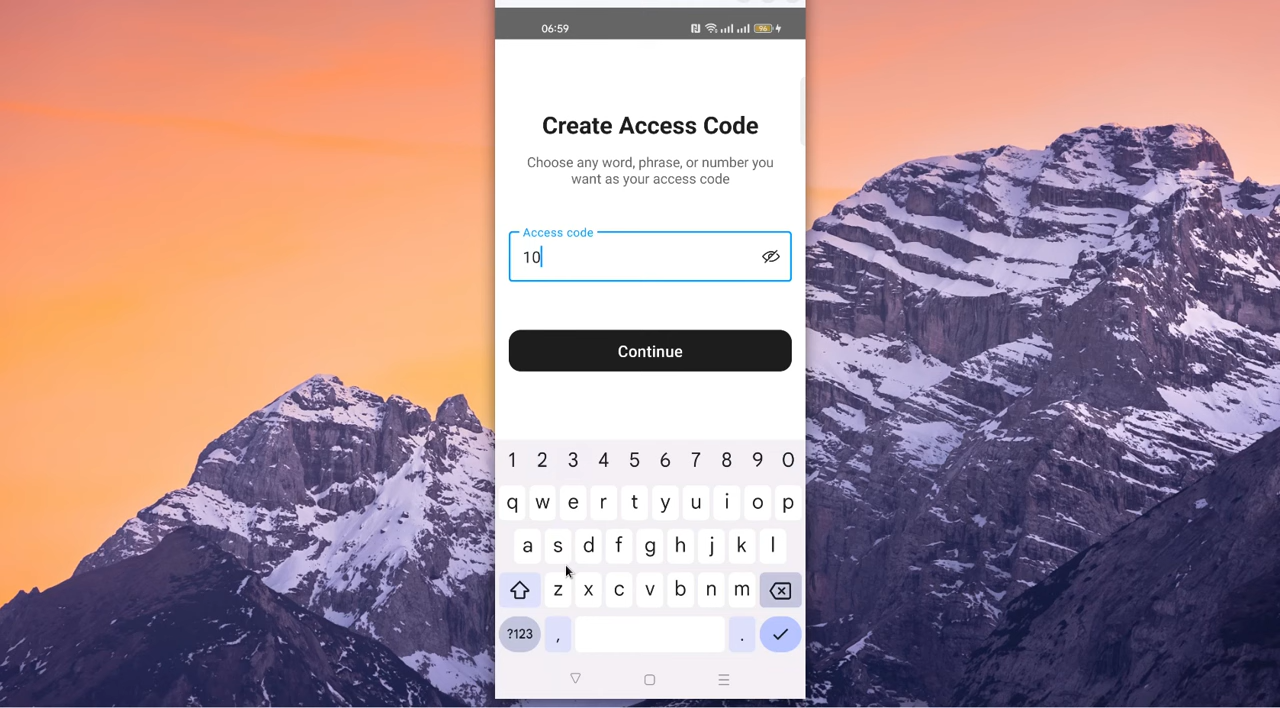 06:59
96
Create Access Code
Choose any word, phrase, or number you
want as your access code
Access code
10
Continue
1 2 3 4 5 6 7 8 9 0
q w e r t y u i o p
a s d f g h j k l
z x c v b n m
?123 , .